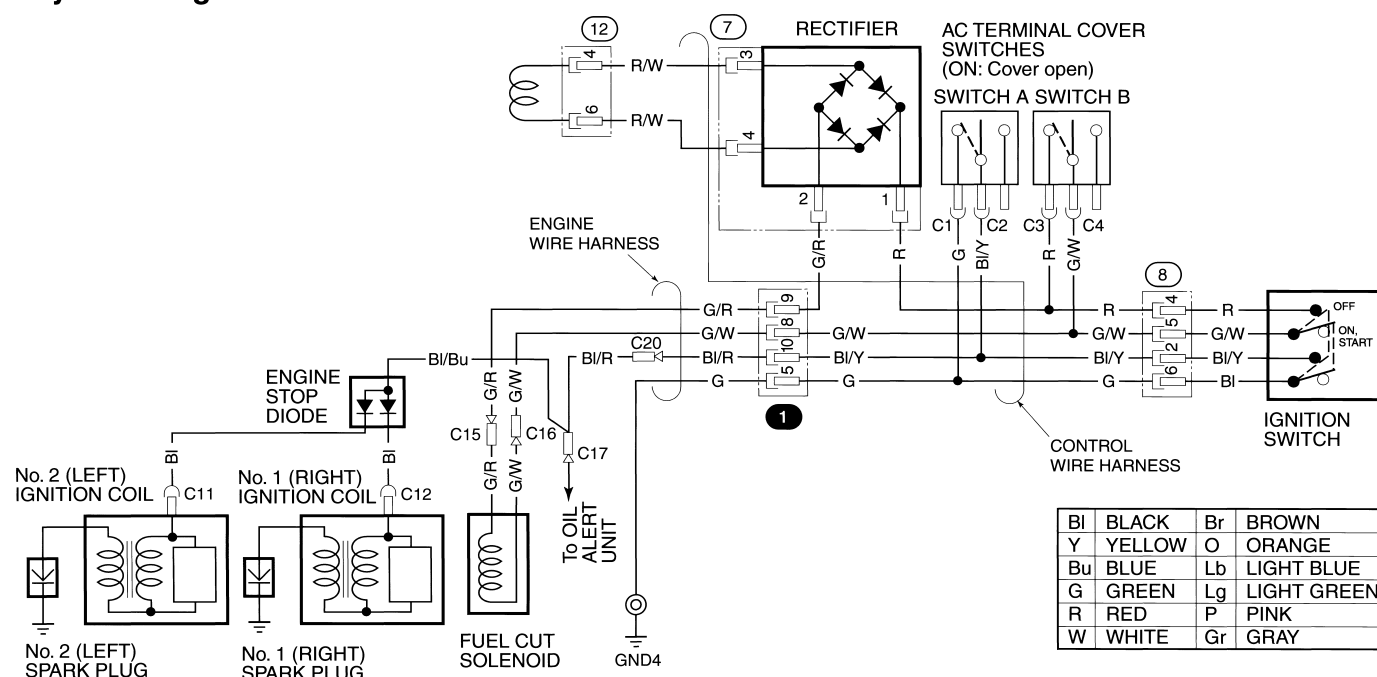 12
7
RECTIFIER
AC TERMINAL COVER
SWITCHES
(ON: Cover open)
SWITCH A SWITCH B
4
R/W
3
6
R/W
4
2
1
C1
C2
C3
C4
ENGINE
WIRE HARNESS
G/R
R
G
Bl/Y
R
G/W
8
G/R
9
R
4
R
OFF
G/W
8
G/W
G/W
5
G/W
ON,
START
C20
Bl/Bu
Bl/R
Bl/R
10
Bl/Y
Bl/Y
2
Bl/Y
G
5
G
G
6
Bl
ENGINE
STOP
DIODE
G/R
G/W
1
IGNITION
SWITCH
C15
C16
C17
CONTROL
WIRE HARNESS
Bl
Bl
G/R
G/W
No. 2 (LEFT)
IGNITION COIL
C11
No. 1 (RIGHT)
IGNITION COIL
C12
To OIL
ALERT
UNIT
Bl BLACK Br BROWN
Y YELLOW O ORANGE
Bu BLUE Lb LIGHT BLUE
G GREEN Lg LIGHT GREEN
R RED P PINK
W WHITE Gr GRAY
FUEL CUT
SOLENOID
GND4
No. 2 (LEFT)
SPARK PLUG
No. 1 (RIGHT)
SPARK PLUG